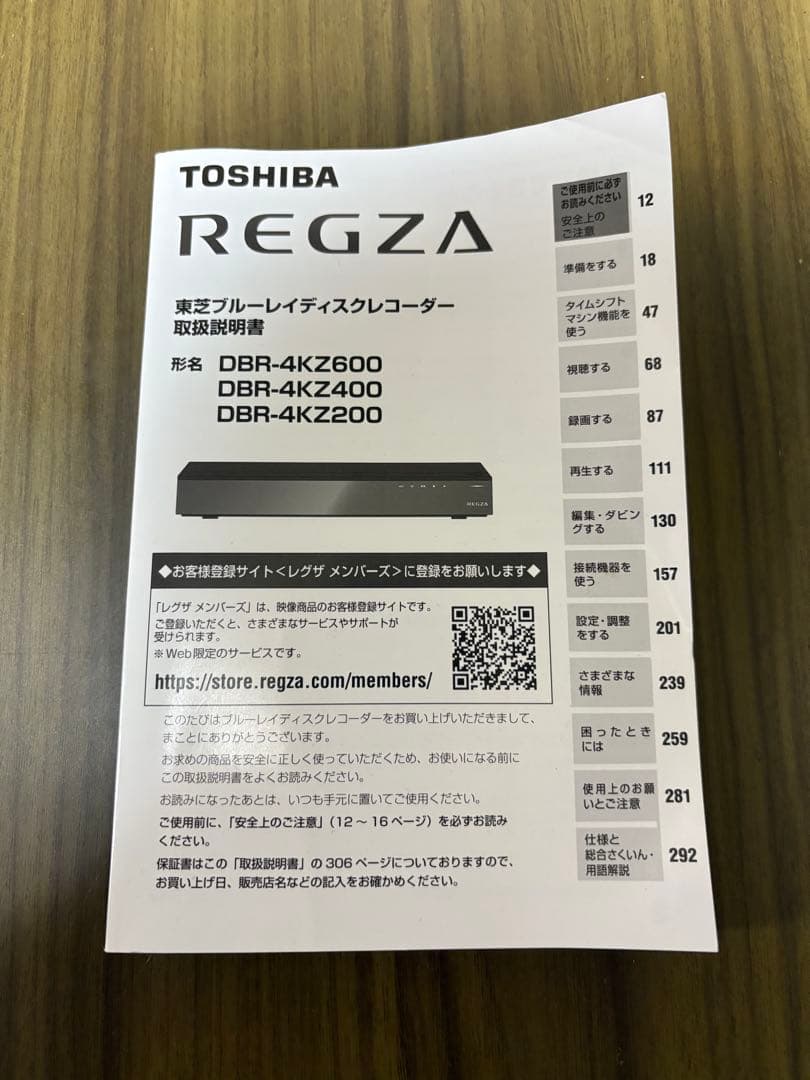 TOSHIBA
REGZA
東芝ブルーレイディスクレコーダー
取扱説明書
形名 DBR-4KZ600
DBR-4KZ400
DBR-4KZ200
REGZA
◆お客様登録サイト<レグザ メンバーズ>に登録をお願いします◆
「レグザ メンバーズ」は、映像商品のお客様登録サイトです。
ご登録いただくと、さまざまなサービスやサポートが
受けられます。
※Web限定のサービスです。
https://store.regza.com/members/
このたびはブルーレイディスクレコーダーをお買い上げいただきまして、
まことにありがとうございます。
お求めの商品を安全に正しく使っていただくため、お使いになる前に
この取扱説明書をよくお読みください。
お読みになったあとは、いつも手元に置いてご使用ください。
ご使用前に、「安全上のご注意」（12～16ページ）を必ずお読み
ください。
保証書はこの「取扱説明書」の306ページについておりますので、
お買い上げ日、販売店名などの記入をお確かめください。
ご使用前に必ず
お読みください
安全上の
ご注意
12
準備をする 18
タイムシフト
マシン機能を
使う
47
視聴する 68
録画する 87
再生する 111
編集・ダビン
グする
130
接続機器を
使う
157
設定・調整
をする
201
さまざまな
情報
239
困ったとき
には
259
使用上のお願
いとご注意
281
仕様と
総合さくいん・
用語解説
292